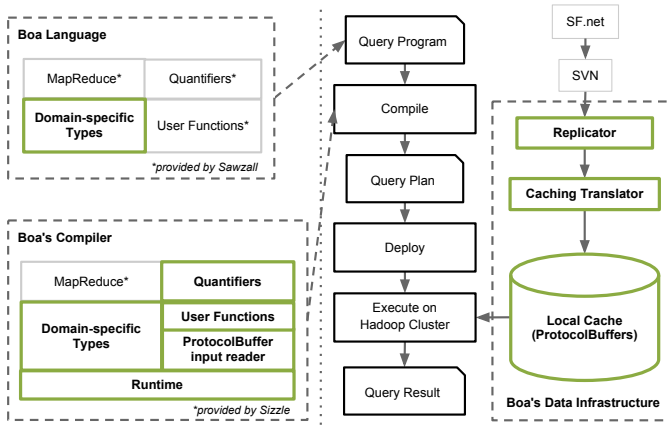 Boa Language
MapReduce*
Quantifiers*
Domain-specific
Types
User Functions*
*provided by Sawzall
Boa's Compiler
MapReduce*
Quantifiers
Domain-specific
Types
User Functions
ProtocolBuffer
input reader
Runtime
*provided by Sizzle
Query Program
Compile
Query Plan
Deploy
Execute on
Hadoop Cluster
Query Result
SF.net
SVN
Replicator
Caching Translator
Local Cache
(ProtocolBuffers)
Boa's Data Infrastructure